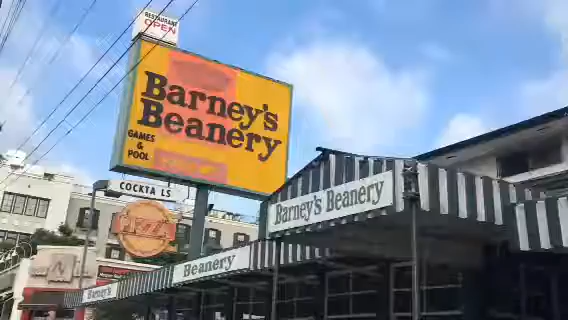 RESTAURANT
OPEN
Barney's
Beanery
GAMES
& POOL
COCKTA LS
Barney's Beanery
Beanery